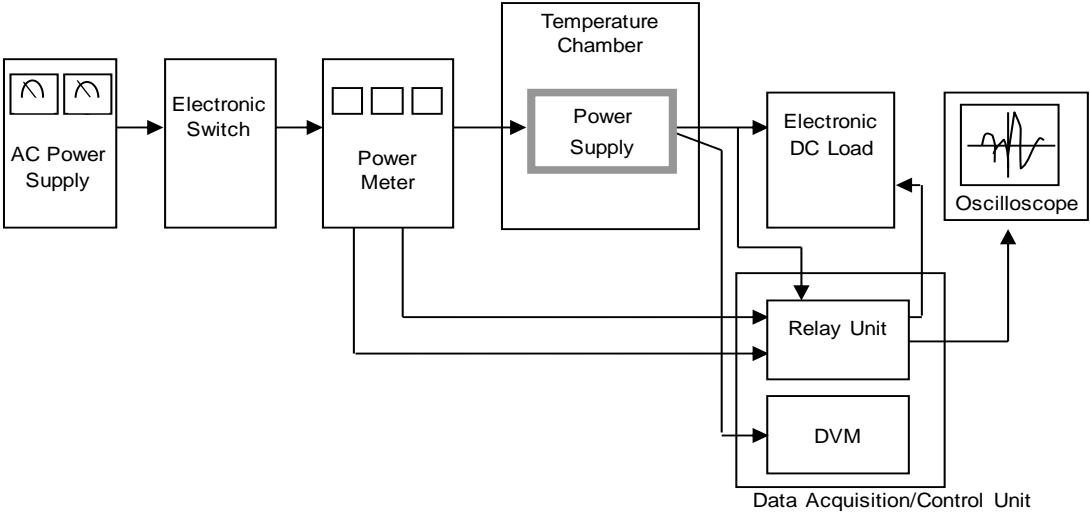 Temperature
Chamber
AC Power
Supply
Electronic
Switch
Power
Meter
Power
Supply
Electronic
DC Load
Oscilloscope
Relay Unit
DVM
Data Acquisition/Control Unit